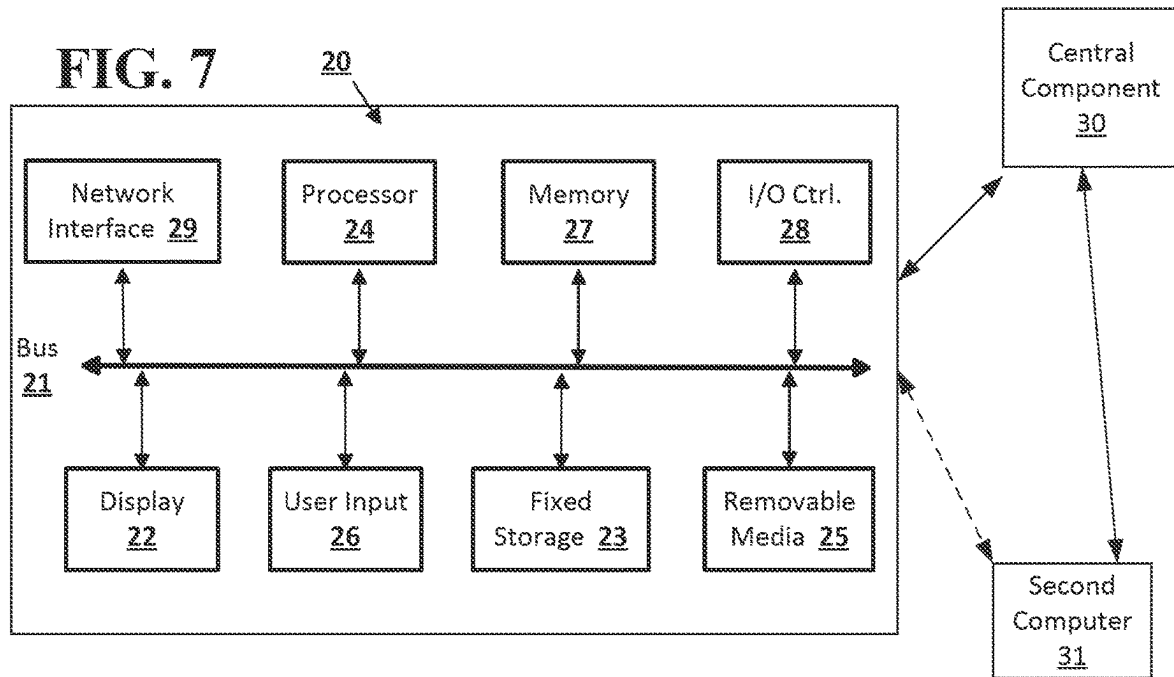 FIG. 7
20
Central
Component
30
Network
Interface 29
Processor
24
Memory
27
I/O Ctrl.
28
Bus
21
Display
22
User Input
26
Fixed
Storage 23
Removable
Media 25
Second
Computer
31